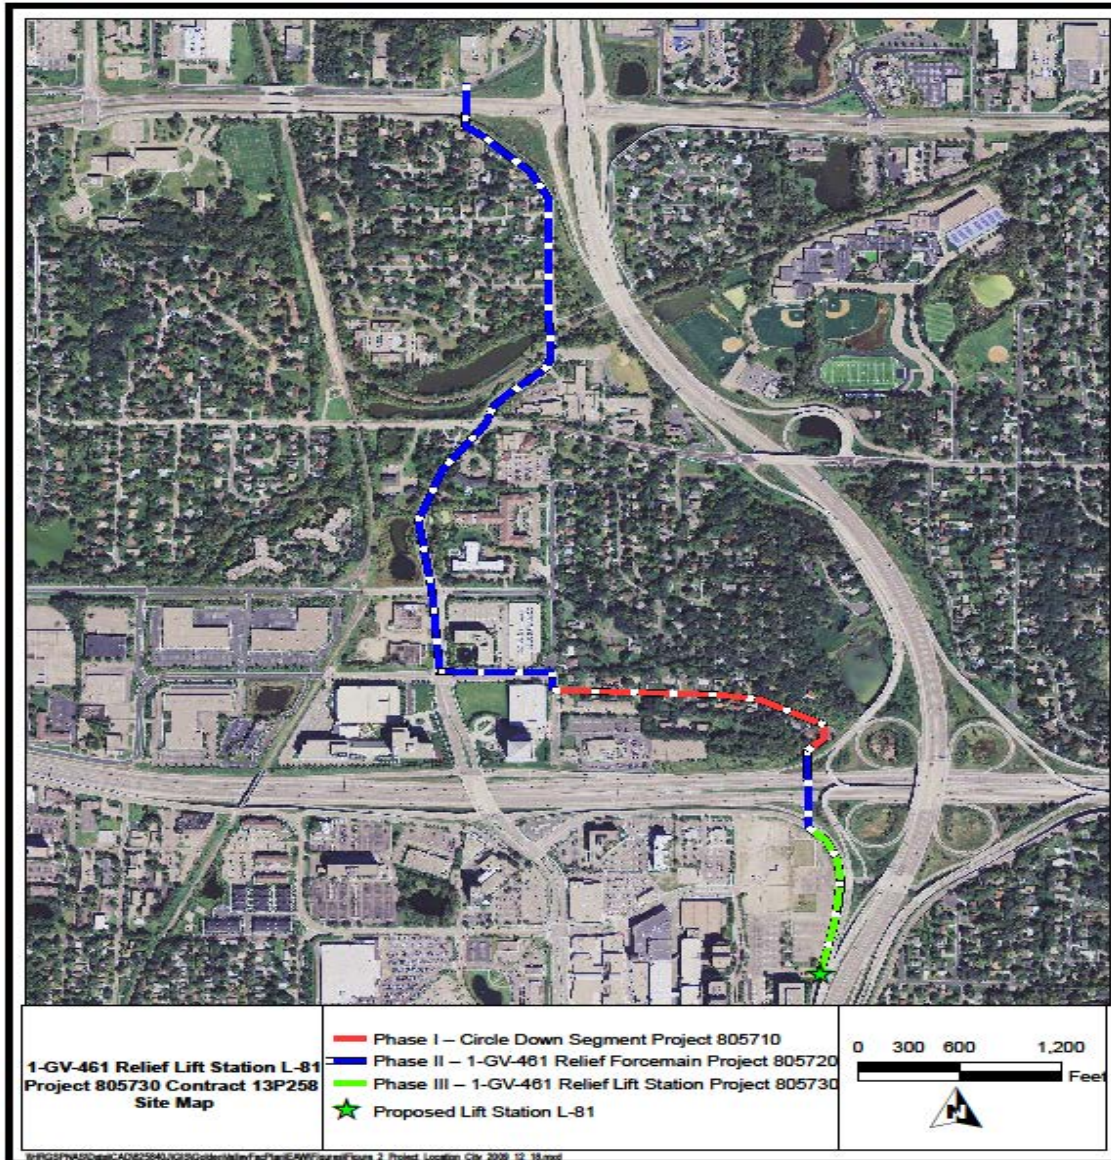 1-GV-461 Relief Lift Station L-81
Project 805730 Contract 13P258
Site Map
Phase I – Circle Down Segment Project 805710
Phase II – 1-GV-461 Relief Forcemain Project 805720
Phase III – 1-GV-461 Relief Lift Station Project 805730
Proposed Lift Station L-81
0 300 600 1,200
Feet
N